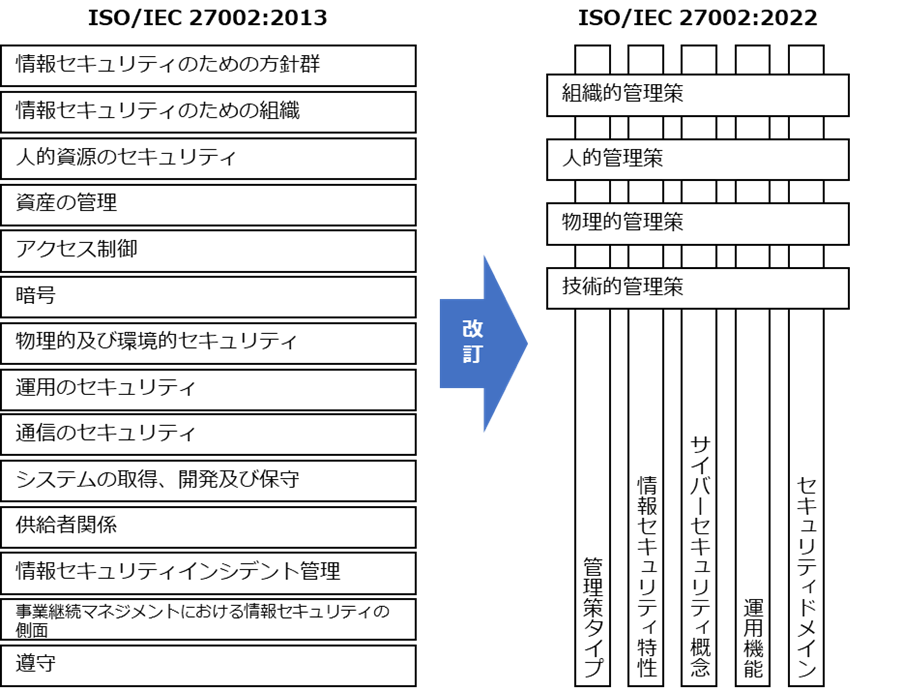 ISO/IEC 27002:2013
情報セキュリティのための方針群
情報セキュリティのための組織
人的資源のセキュリティ
資産の管理
アクセス制御
暗号
物理的及び環境的セキュリティ
運用のセキュリティ
通信のセキュリティ
システムの取得、開発及び保守
供給者関係
情報セキュリティインシデント管理
事業継続マネジメントにおける情報セキュリティの
側面
遵守
改
訂
ISO/IEC 27002:2022
組織的管理策
人的管理策
物理的管理策
技術的管理策
管理策タイプ
情報セキュリティ特性
サイバーセキュリティ概念
運用機能
セキュリティドメイン